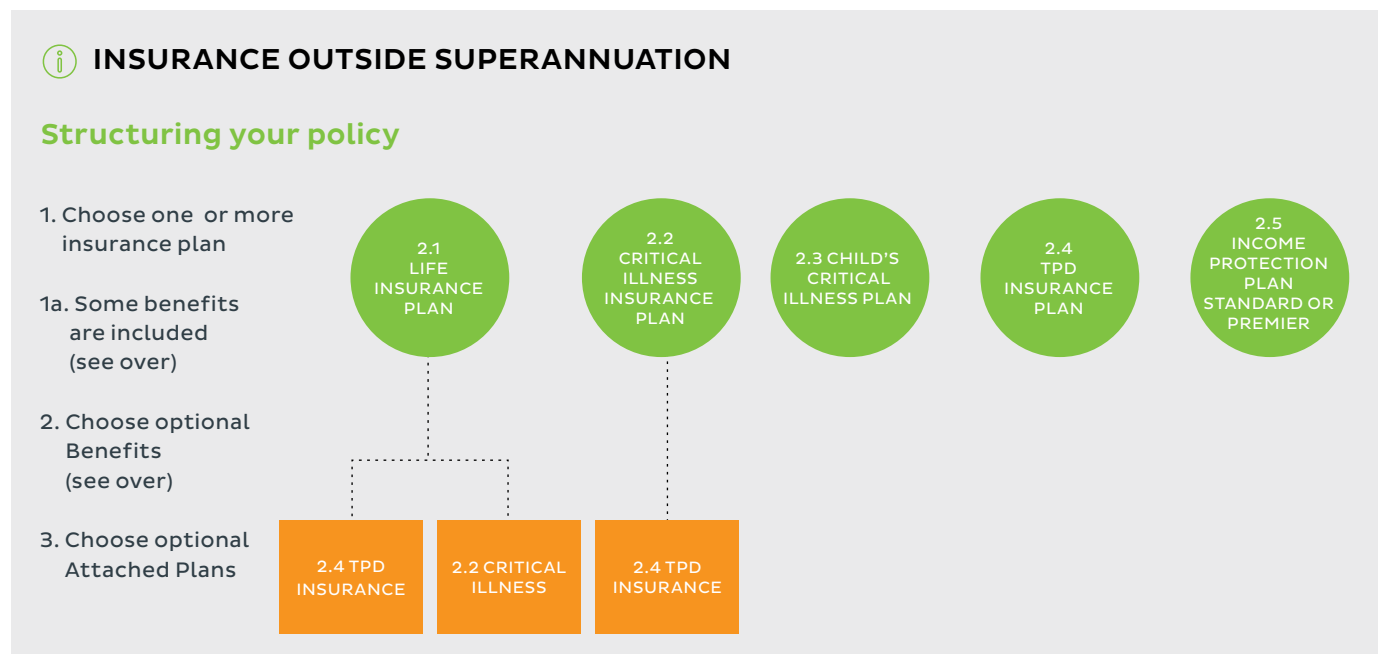 INSURANCE OUTSIDE SUPERANNUATION
Structuring your policy
1. Choose one or more
insurance plan
1a. Some benefits
are included
(see over)
2. Choose optional
Benefits
(see over)
3. Choose optional
Attached Plans
2.1
LIFE
INSURANCE
PLAN
2.2
CRITICAL
ILLNESS
INSURANCE
PLAN
2.3 CHILD'S
CRITICAL
ILLNESS PLAN
2.4
TPD
INSURANCE
PLAN
2.5
INCOME
PROTECTION
PLAN
STANDARD OR
PREMIER
2.4 TPD
INSURANCE
2.2 CRITICAL
ILLNESS
2.4 TPD
INSURANCE